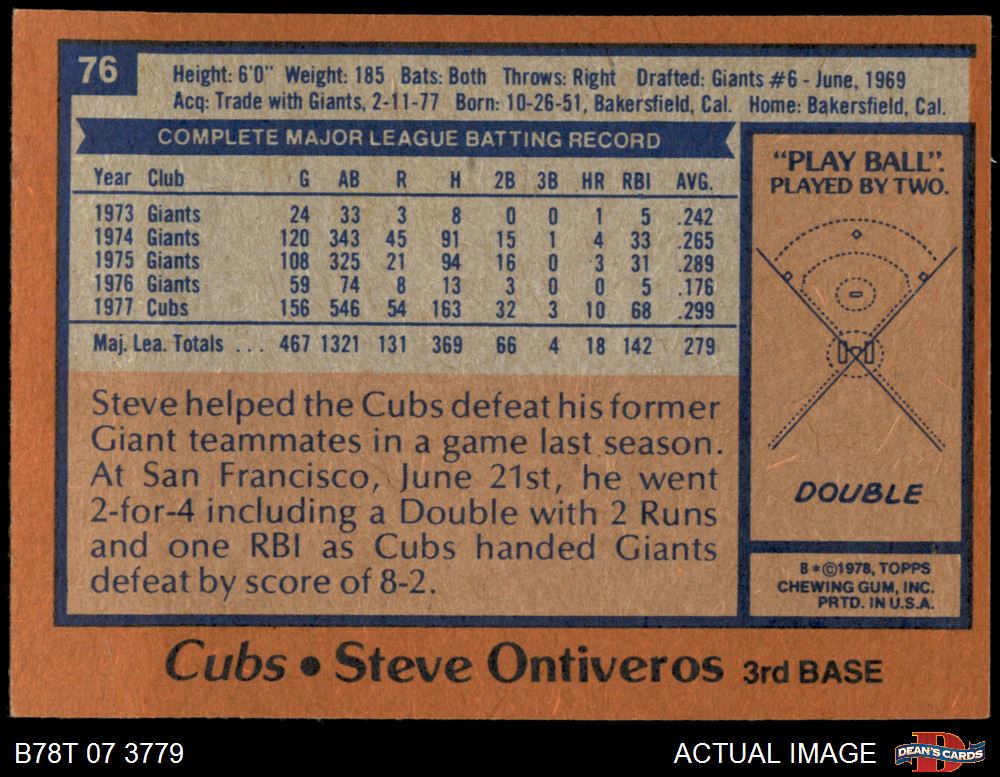 76
Height: 6'0" Weight: 185 Bats: Both Throws: Right Drafted: Giants #6 - June, 1969
Acq: Trade with Giants, 2-11-77 Born: 10-26-51, Bakersfield, Cal. Home: Bakersfield, Cal.
COMPLETE MAJOR LEAGUE BATTING RECORD
Year Club G AB R H 2B 3B HR RBI AVG.
1973 Giants 24 33 3 8 0 0 1 5 .242
1974 Giants 120 343 45 91 15 1 4 33 .265
1975 Giants 108 325 21 94 16 0 3 31 .289
1976 Giants 59 74 8 13 3 0 0 5 .176
1977 Cubs 156 546 54 163 32 3 10 68 .299
Maj. Lea. Totals ... 467 1321 131 369 66 4 18 142 279
Steve helped the Cubs defeat his former
Giant teammates in a game last season.
At San Francisco, June 21st, he went
2-for-4 including a Double with 2 Runs
and one RBI as Cubs handed Giants
defeat by score of 8-2.
"PLAY BALL".
PLAYED BY TWO.
DOUBLE
B*©1978, TOPPS
CHEWING GUM, INC.
PRTD. IN U.S.A.
Cubs • Steve Ontiveros 3rd BASE
B78T 07 3779
ACTUAL IMAGE
DEAN'S CARDS